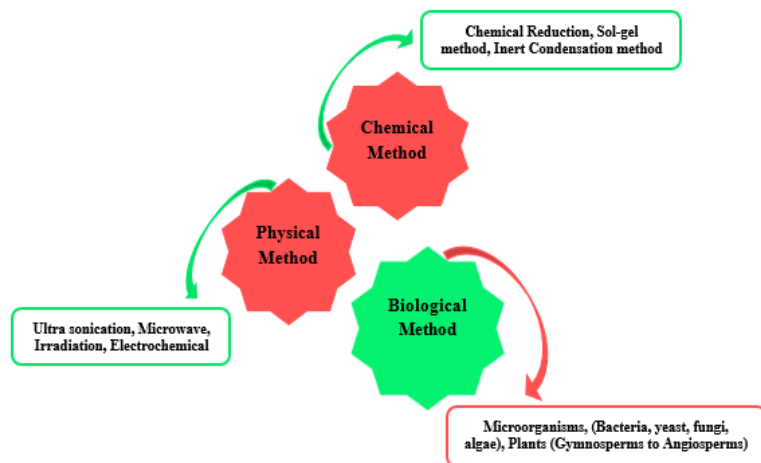 Chemical Reduction, Sol-gel
method, Inert Condensation method
Chemical
Method
Physical
Method
Biological
Method
Ultra sonication, Microwave,
Irradiation, Electrochemical
Microorganisms, (Bacteria, yeast, fungi,
algae), Plants (Gymnosperms to Angiosperms)